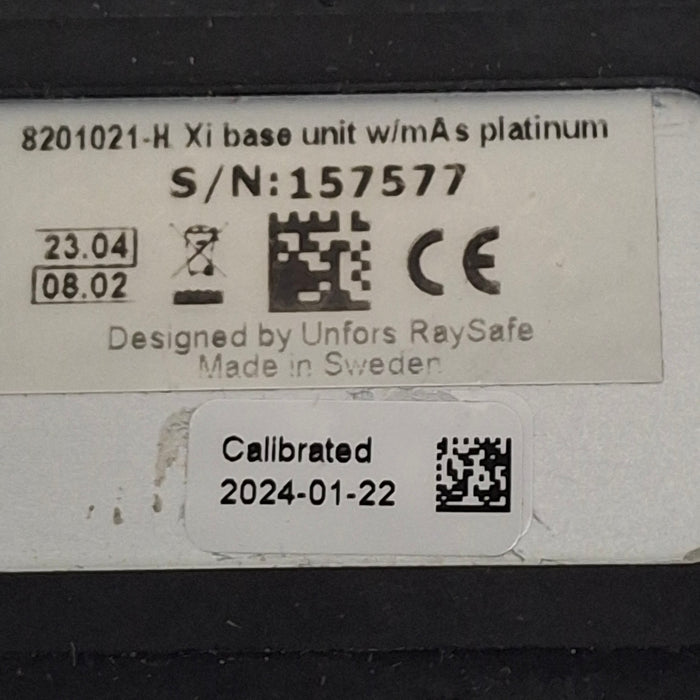 8201021-H Xi base unit w/mAs platinum
S/N:157577
23.04
08.02
CE
Designed by Unfors RaySafe
Made in Sweden
Calibrated
2024-01-22